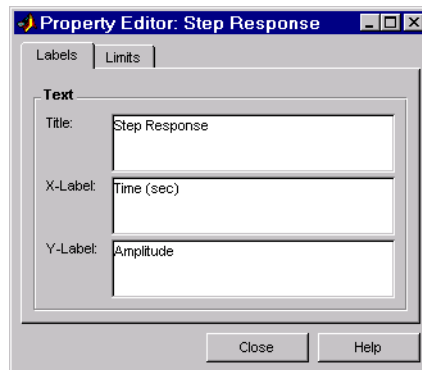 Property Editor: Step Response
Labels Limits
Text
Title: Step Response
X-Label: Time (sec)
Y-Label: Amplitude
Close Help